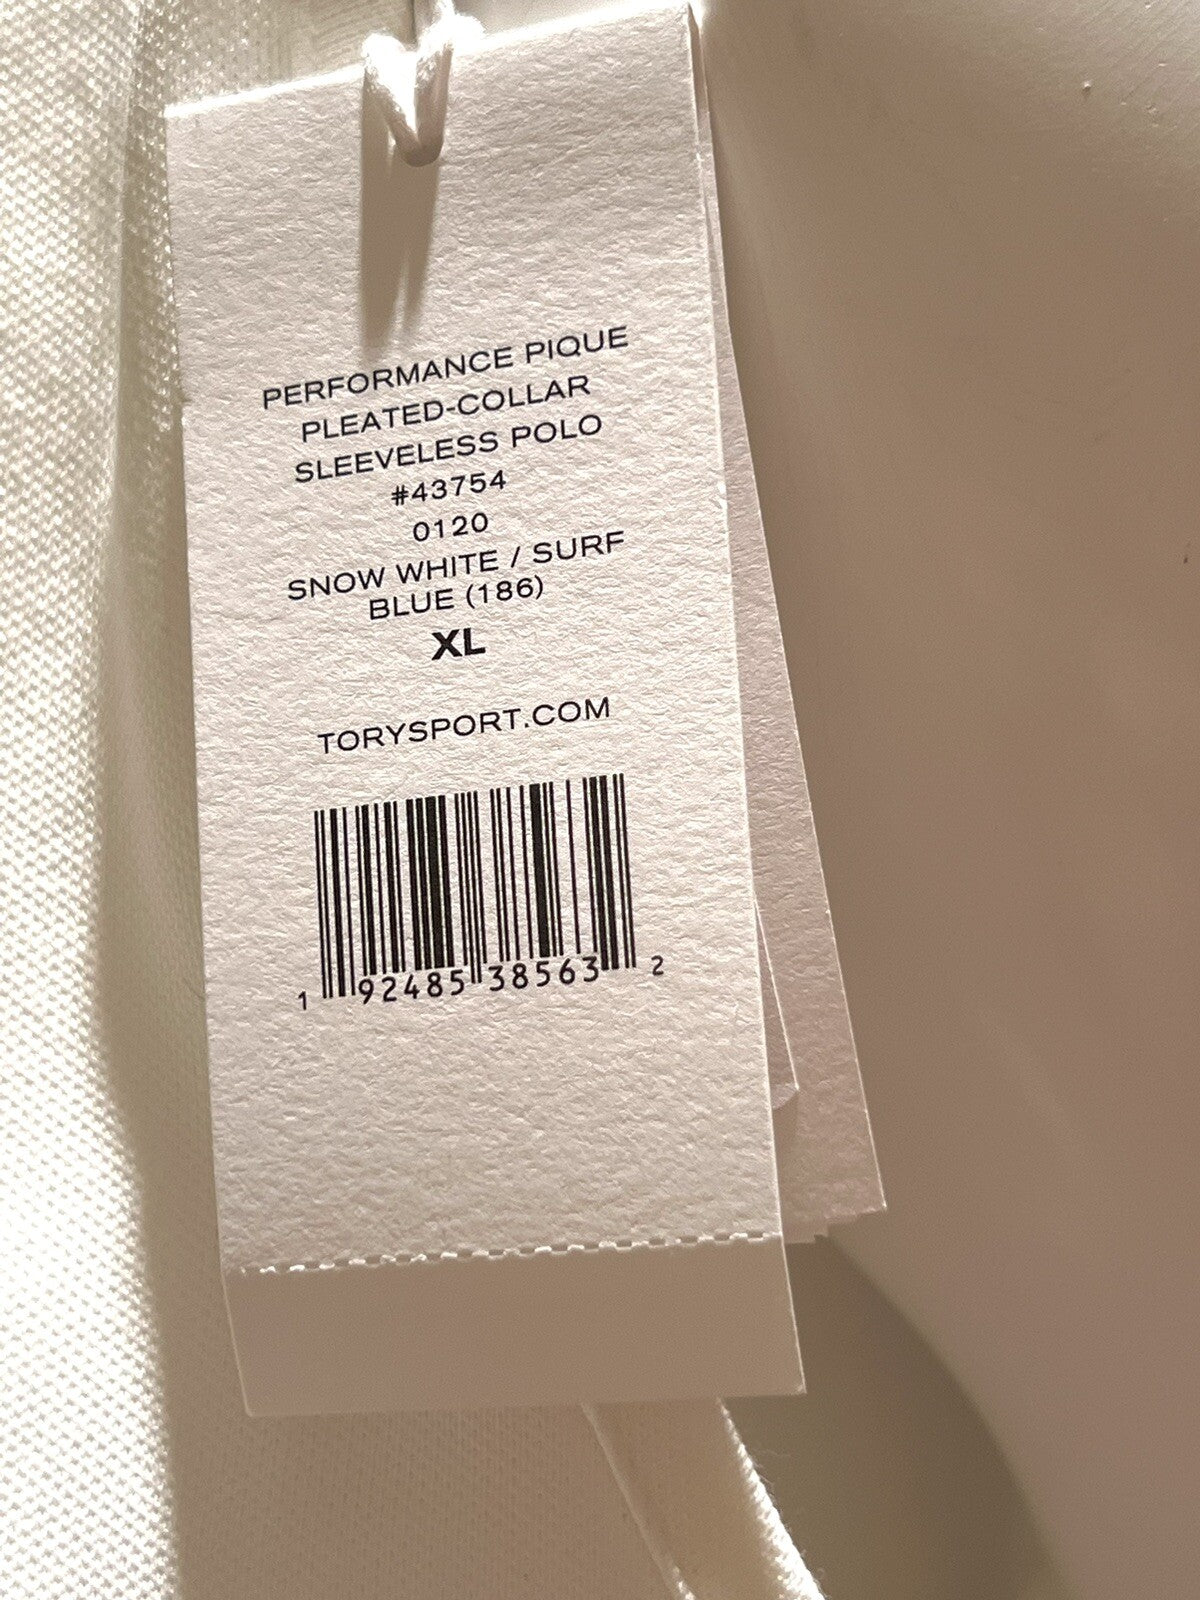 PERFORMANCE PIQUE
PLEATED-COLLAR
SLEEVELESS POLO
#43754
0120
SNOW WHITE / SURF
BLUE (186)
XL
TORYSPORT.COM
1 92485 38563 2